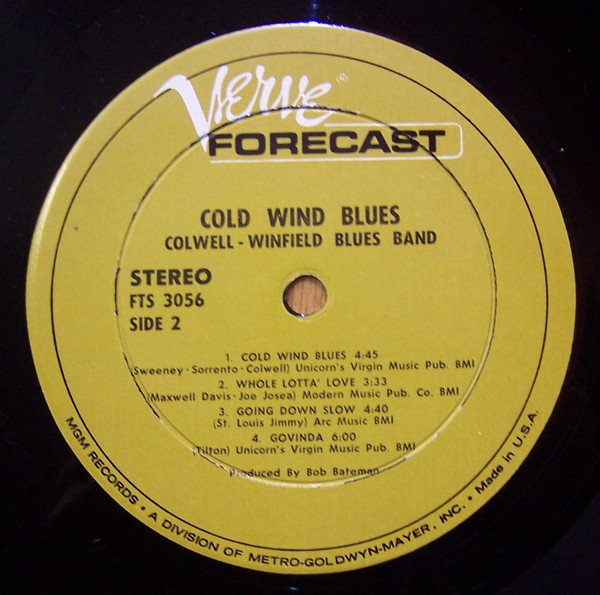 Verve ®
FORECAST
COLD WIND BLUES
COLWELL - WINFIELD BLUES BAND
STEREO
FTS 3056
SIDE 2
1. COLD WIND BLUES 4:45
(Sweeney - Sorrento - Colwell) Unicorn's Virgin Music Pub. BMI
2. WHOLE LOTTA' LOVE 3:33
(Maxwell Davis - Joe Josea) Modern Music Pub. Co. BMI
3. GOING DOWN SLOW 4:40
(St. Louis Jimmy) Arc Music BMI
4. GOVINDA 6:00
(Tilton) Unicorn's Virgin Music Pub. BMI
Produced By Bob Bateman
MGM RECORDS • A DIVISION OF METRO-GOLDWYN-MAYER, INC. • Made in U.S.A.